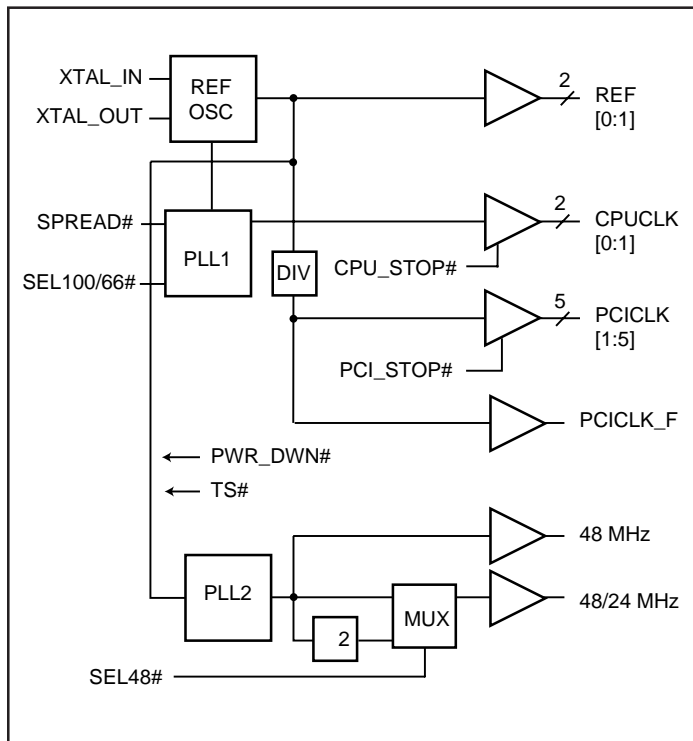 XTAL_IN
XTAL_OUT
REF
OSC
2
REF
[0:1]
SPREAD#
SEL100/66#
PLL1
DIV
2
CPUCLK
[0:1]
CPU_STOP#
5
PCICLK
[1:5]
PCI_STOP#
PCICLK_F
PWR_DWN#
TS#
48 MHz
PLL2
MUX
48/24 MHz
2
SEL48#